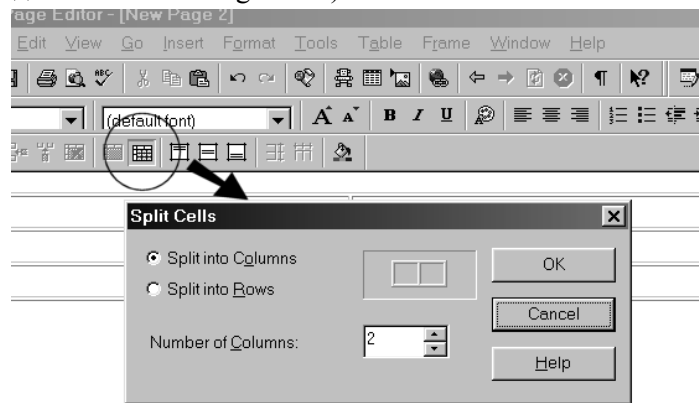 age Editor - [New Page 2]
Edit View Go Insert Format Tools Table Frame Window Help
ABC
(default font) A A B I U A
Split Cells
Split into Columns OK
Split into Rows
Cancel
Number of Columns: 2
Help